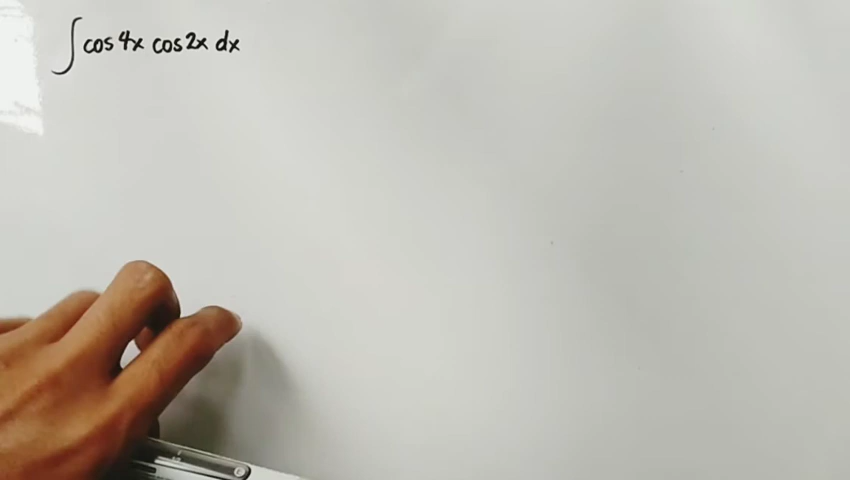 ∫ cos 4x cos 2x dx